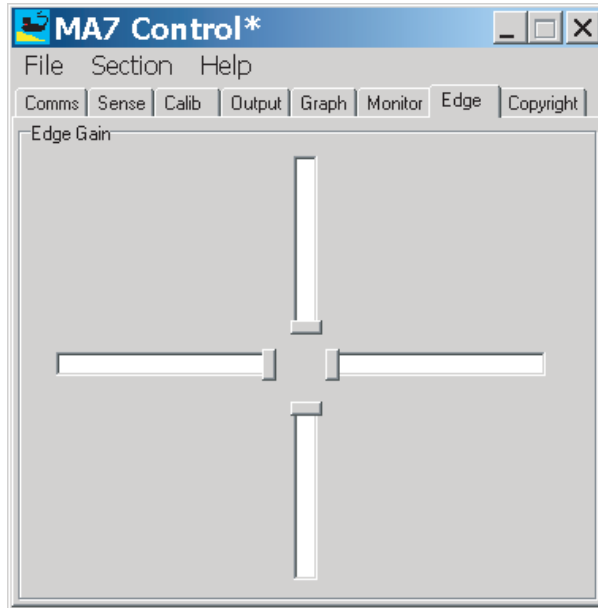 MA7 Control*
File Section Help
Comms Sense Calib Output Graph Monitor Edge Copyright
Edge Gain